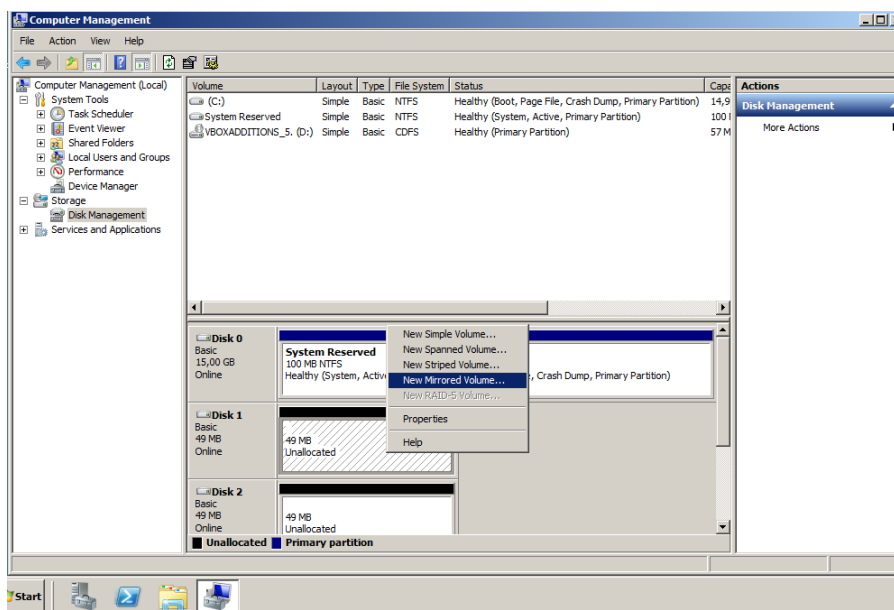 Computer Management
File Action View Help
Computer Management (Local)
System Tools
Task Scheduler
Event Viewer
Shared Folders
Local Users and Groups
Performance
Device Manager
Storage
Disk Management
Services and Applications
Volume Layout Type File System Status Capa
(C:) Simple Basic NTFS Healthy (Boot, Page File, Crash Dump, Primary Partition) 14,9
System Reserved Simple Basic NTFS Healthy (System, Active, Primary Partition) 100
VBOXADDITIONS_5. (D:) Simple Basic CDFS Healthy (Primary Partition) 57 M
Actions
Disk Management
More Actions
Disk 0
Basic
15,00 GB
Online
System Reserved
100 MB NTFS
Healthy (System, Activ
, Crash Dump, Primary Partition)
New Simple Volume...
New Spanned Volume...
New Striped Volume...
New Mirrored Volume...
New RAID-5 Volume...
Properties
Help
Disk 1
Basic
49 MB
Online
49 MB
Unallocated
Disk 2
Basic
49 MB
Online
49 MB
Unallocated
Unallocated Primary partition
Start